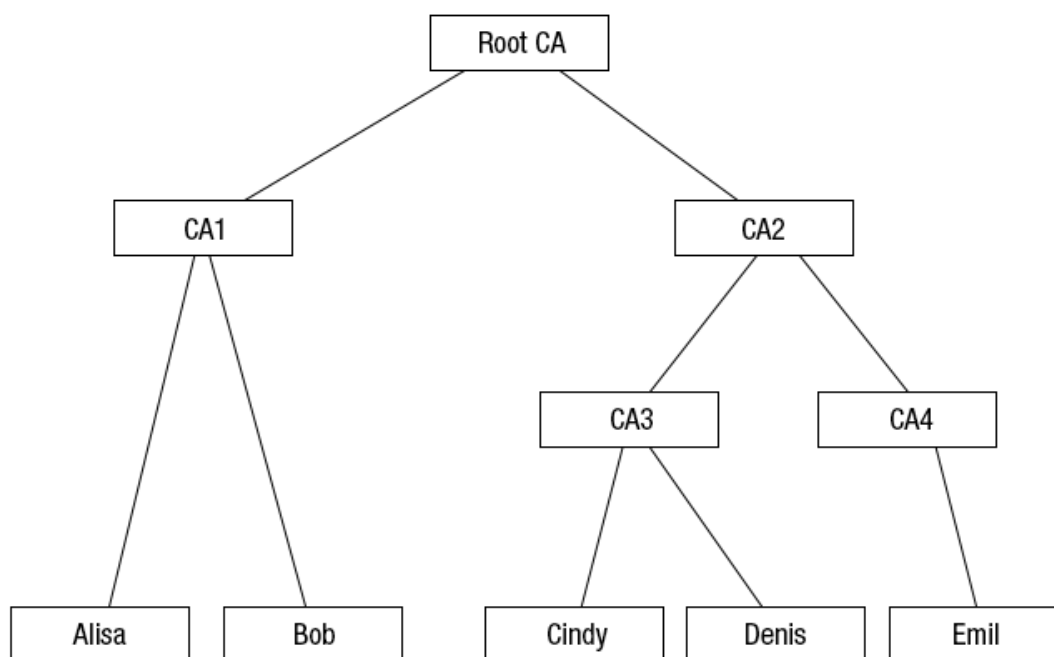 Root CA
CA1
CA2
CA3
CA4
Alisa
Bob
Cindy
Denis
Emil